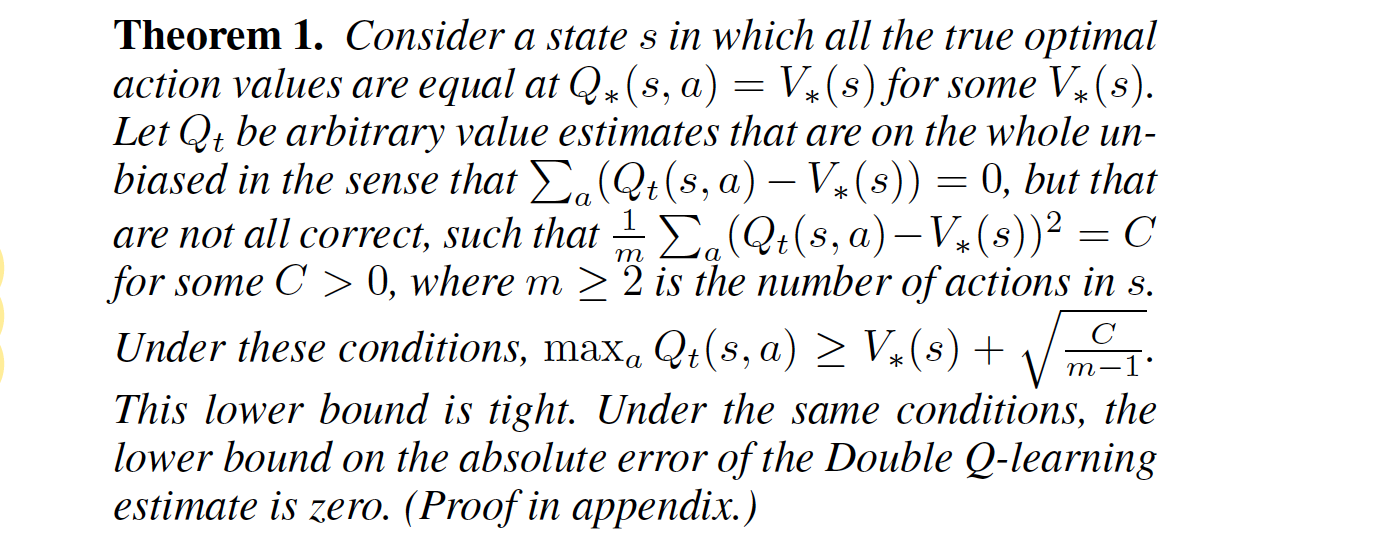 Theorem 1. Consider a state s in which all the true optimal
action values are equal at Q∗(s, a) = V∗(s) for some V∗(s).
Let Qₜ be arbitrary value estimates that are on the whole un-
biased in the sense that ∑ₐ(Qₜ(s, a) − V∗(s)) = 0, but that
are not all correct, such that 1/m ∑ₐ(Qₜ(s, a)−V∗(s))² = C
for some C > 0, where m ≥ 2 is the number of actions in s.
Under these conditions, maxₐ Qₜ(s, a) ≥ V∗(s) + √(C/(m−1)).
This lower bound is tight. Under the same conditions, the
lower bound on the absolute error of the Double Q-learning
estimate is zero. (Proof in appendix.)